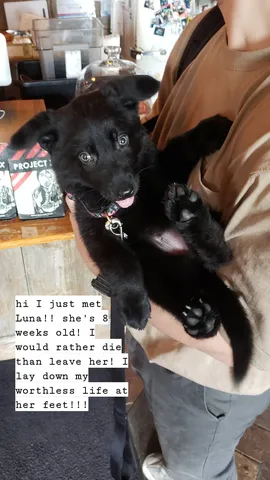 PROJECT
hi I just met
Luna!! she's 8
weeks old! I
would rather die
than leave her! I
lay down my
worthless life at
her feet!!!